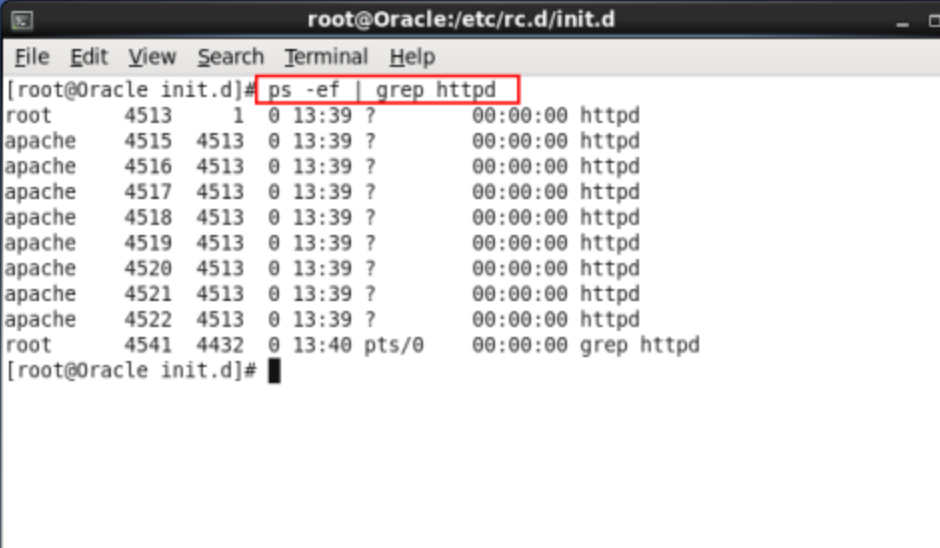 root@Oracle:/etc/rc.d/init.d
File Edit View Search Terminal Help
[root@Oracle init.d]# ps -ef | grep httpd
root      4513     1  0 13:39 ?        00:00:00 httpd
apache    4515  4513  0 13:39 ?        00:00:00 httpd
apache    4516  4513  0 13:39 ?        00:00:00 httpd
apache    4517  4513  0 13:39 ?        00:00:00 httpd
apache    4518  4513  0 13:39 ?        00:00:00 httpd
apache    4519  4513  0 13:39 ?        00:00:00 httpd
apache    4520  4513  0 13:39 ?        00:00:00 httpd
apache    4521  4513  0 13:39 ?        00:00:00 httpd
apache    4522  4513  0 13:39 ?        00:00:00 httpd
root      4541  4432  0 13:40 pts/0    00:00:00 grep httpd
[root@Oracle init.d]#